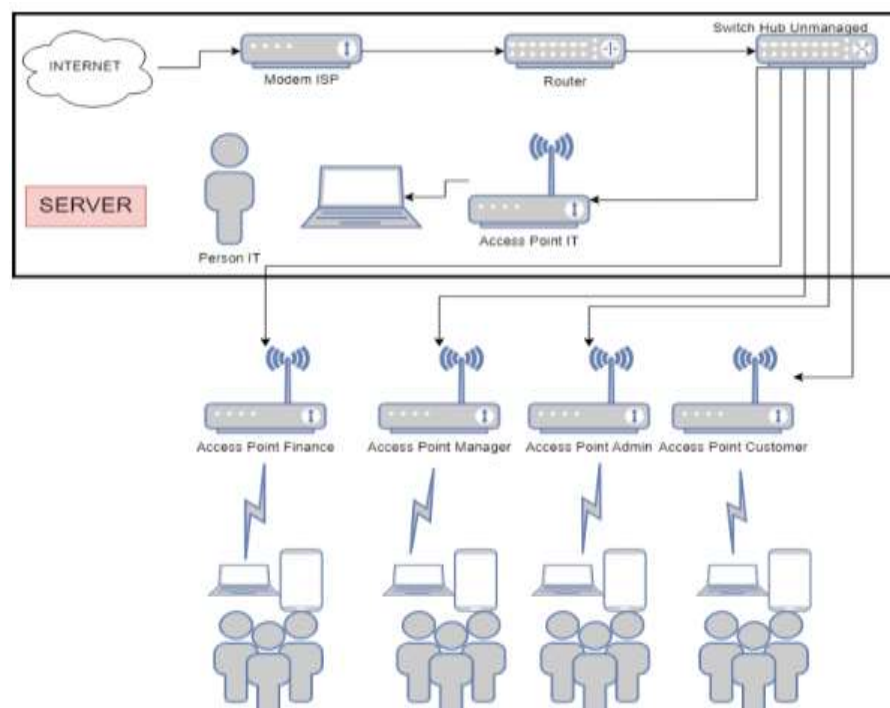 Switch Hub Unmanaged
INTERNET
Modem ISP
Router
SERVER
Person IT
Access Point IT
Access Point Finance
Access Point Manager
Access Point Admin
Access Point Customer